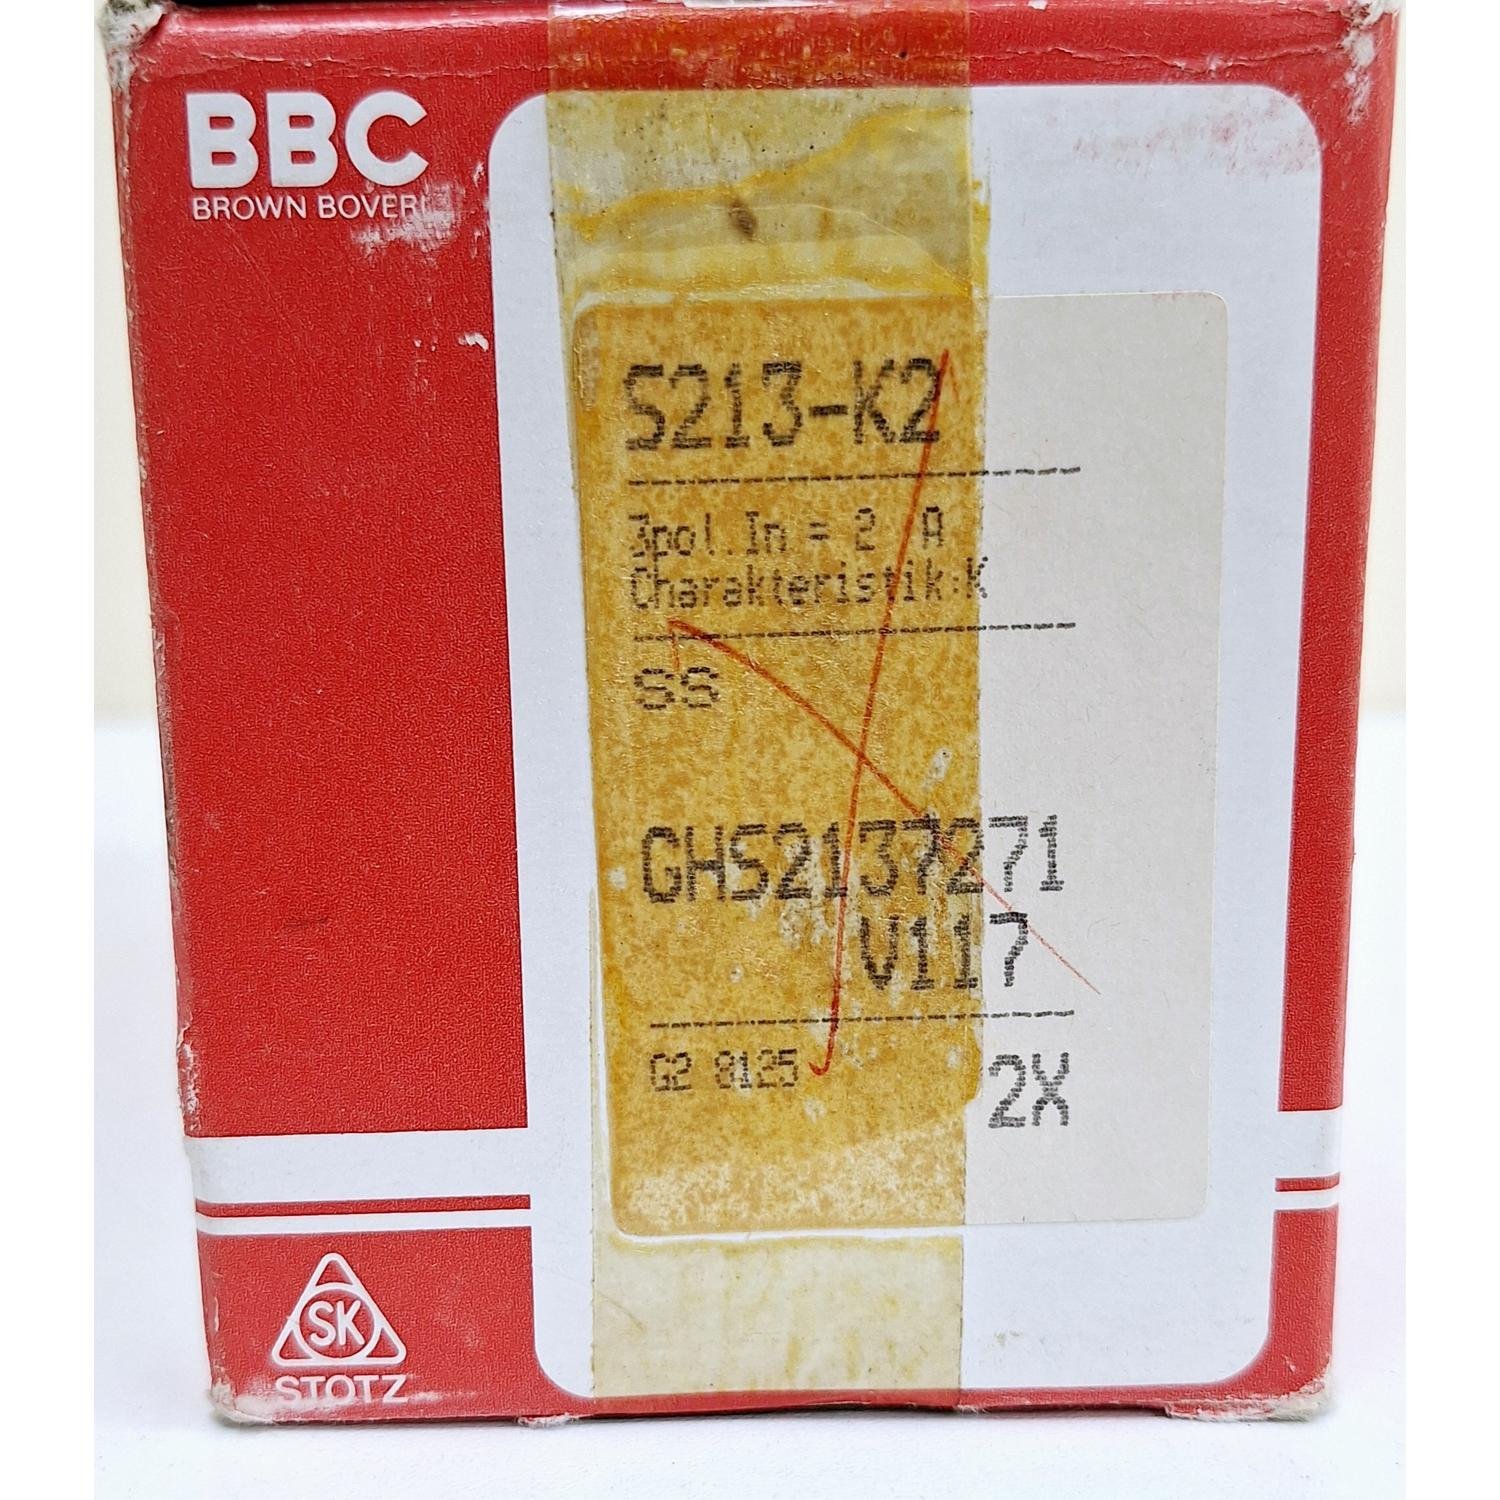 BBC
BROWN BOVERI
S213-K2
3pol.In = 2 A
Charakteristik:K
SS
GHS2137271
V117
G2 8125
2X
SK
STOTZ